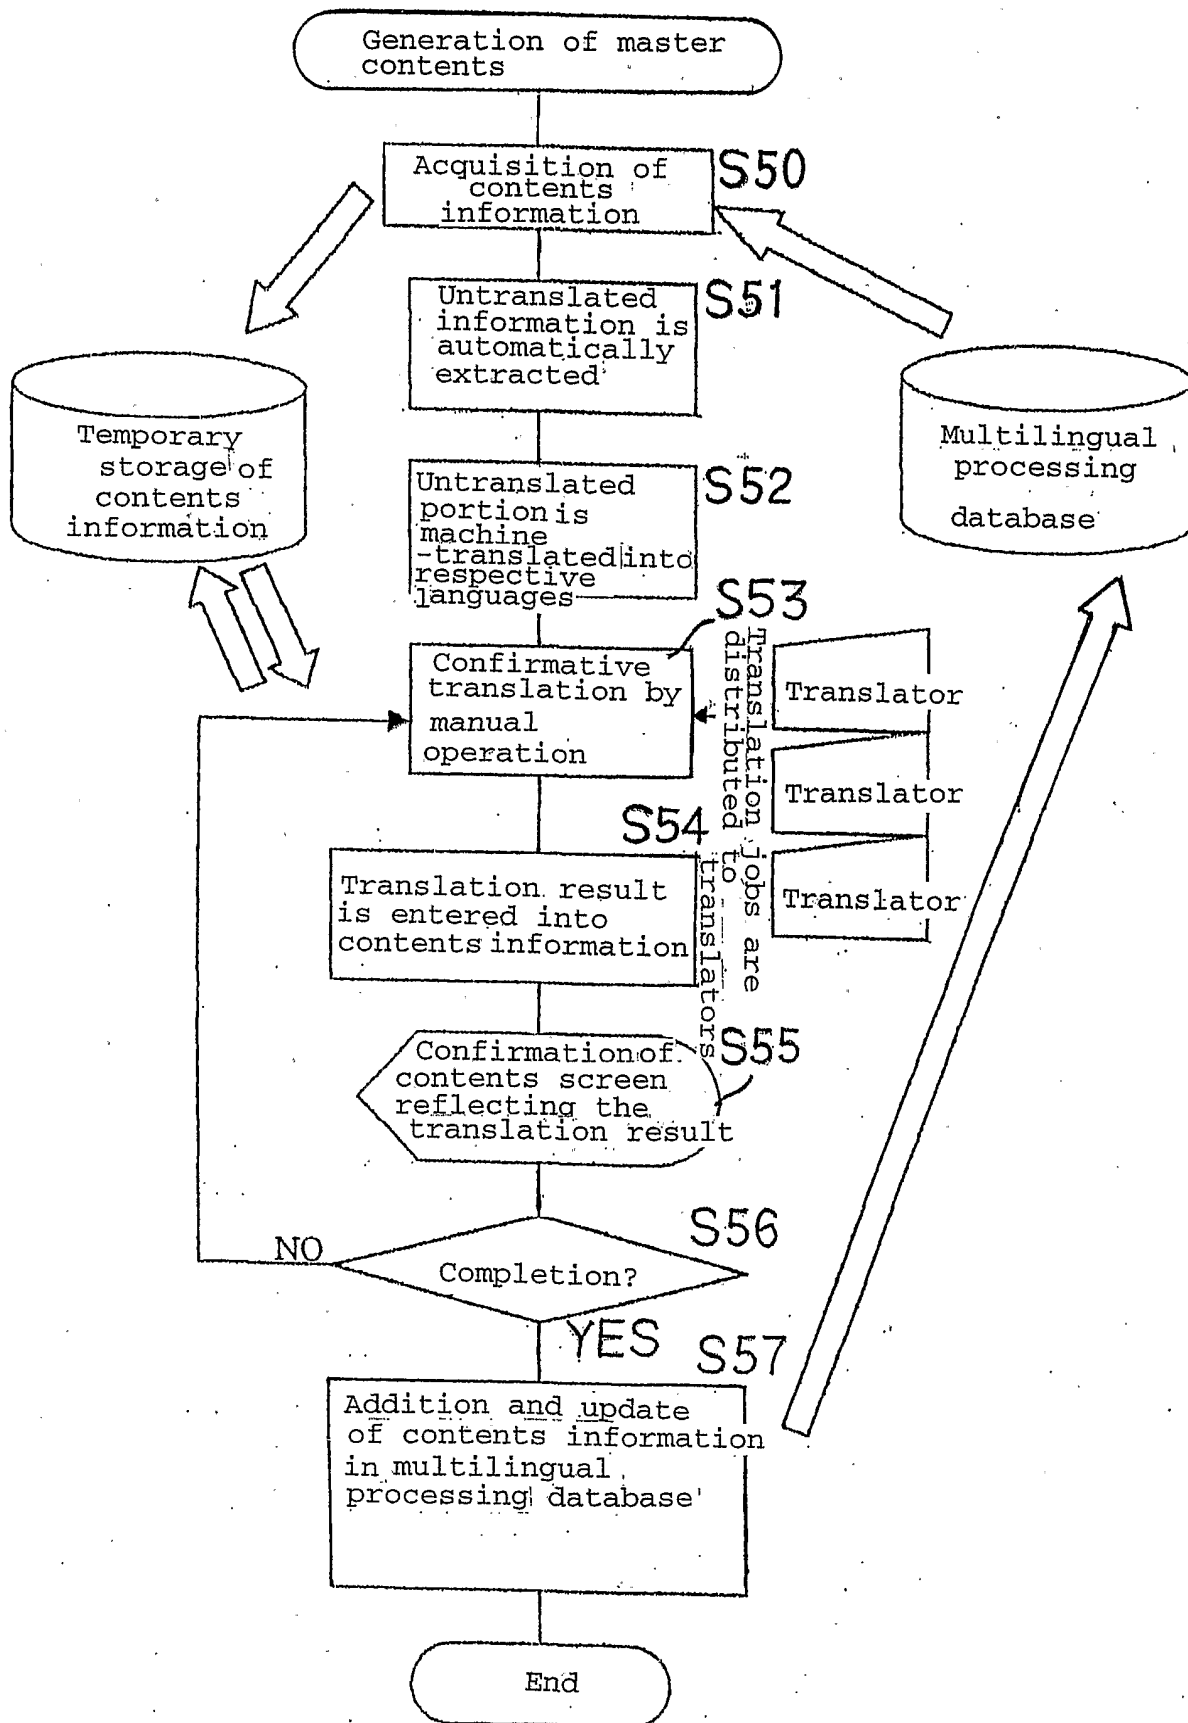 Generation of master
contents
Acquisition of
contents
information
S50
Untranslated
information is
automatically
extracted
S51
Temporary
storage of
contents
information
Multilingual
processing
database
Untranslated
portion is
machine
-translated into
respective
languages
S52
S53
Confirmative
translation by
manual
operation
Translation jobs are
distributed to
translators
Translator
Translator
Translator
S54
Translation result
is entered into
contents information
S55
Confirmation of
contents screen
reflecting the
translation result
S56
NO
Completion?
YES
S57
Addition and update
of contents information
in multilingual
processing database
End